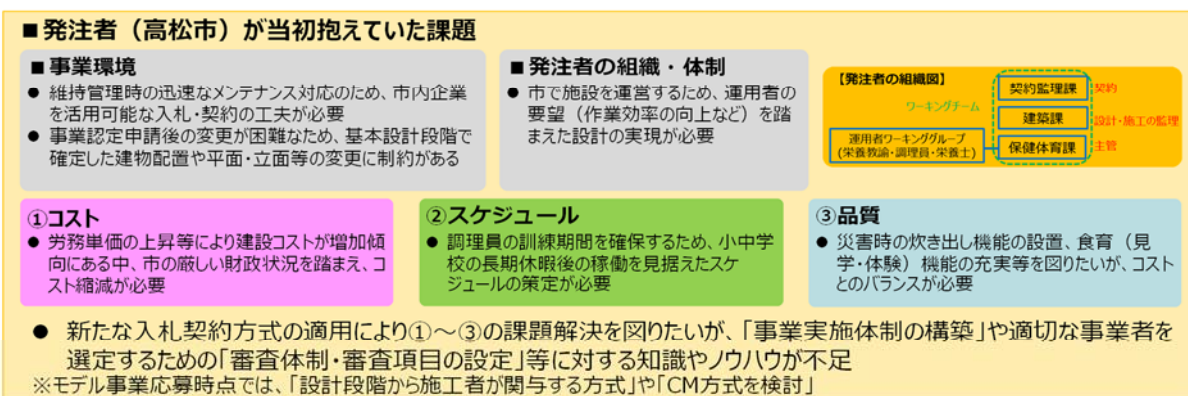 ■発注者（高松市）が当初抱えていた課題
■事業環境
● 維持管理時の迅速なメンテナンス対応のため、市内企業
を活用可能な入札・契約の工夫が必要
● 事業認定申請後の変更が困難なため、基本設計段階で
確定した建物配置や平面・立面等の変更に制約がある
■発注者の組織・体制
● 市で施設を運営するため、運用者の
要望（作業効率の向上など）を踏
まえた設計の実現が必要
【発注者の組織図】
ワーキングチーム
契約監理課
契約
建築課
設計・施工の監理
運用者ワーキンググループ
(栄養教諭・調理員・栄養士)
保健体育課
主管
①コスト
● 労務単価の上昇等により建設コストが増加傾
向にある中、市の厳しい財政状況を踏まえ、コ
スト縮減が必要
②スケジュール
● 調理員の訓練期間を確保するため、小中学
校の長期休暇後の稼働を見据えたスケ
ジュールの策定が必要
③品質
● 災害時の炊き出し機能の設置、食育（見
学・体験）機能の充実等を図りたいが、コスト
とのバランスが必要
● 新たな入札契約方式の適用により①～③の課題解決を図りたいが、「事業実施体制の構築」や適切な事業者を
選定するための「審査体制・審査項目の設定」等に対する知識やノウハウが不足
※モデル事業応募時点では、「設計段階から施工者が関与する方式」や「CM方式を検討」